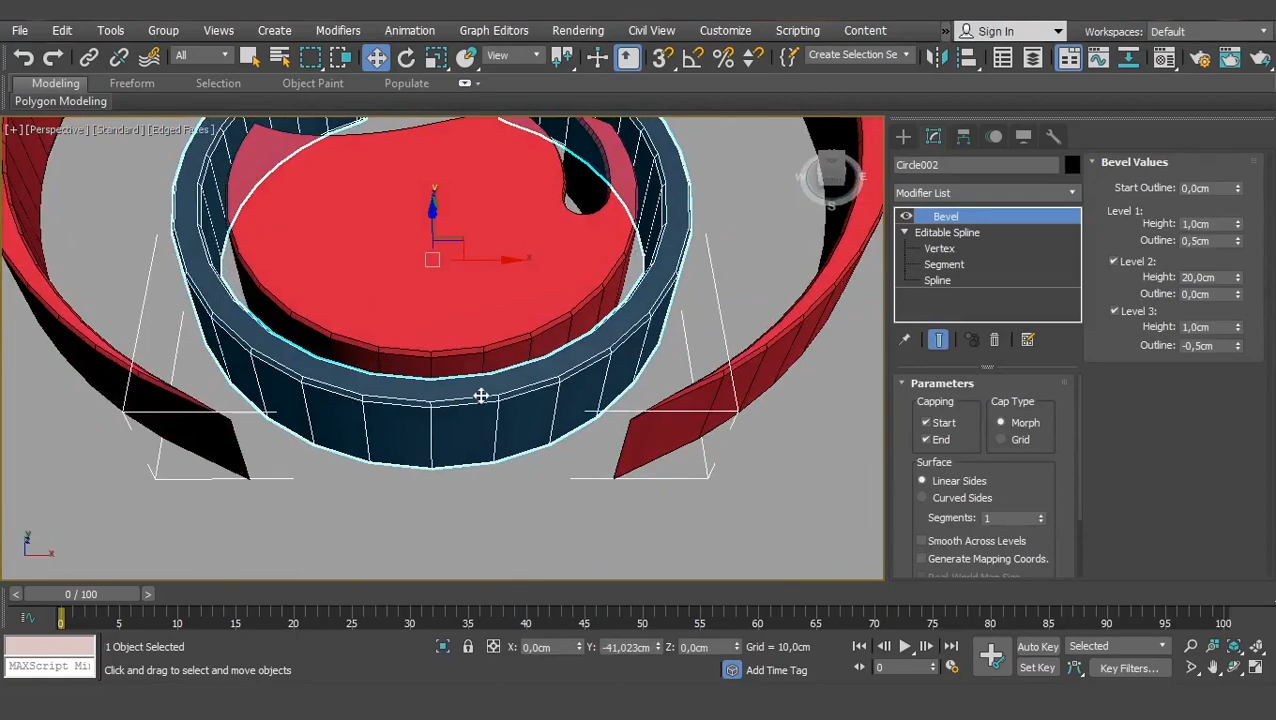 File Edit Tools Group Views Create Modifiers Animation Graph Editors Rendering Civil View Customize Scripting Content » Sign In Workspaces: Default
All View Create Selection Se
Modeling Freeform Selection Object Paint Populate
Polygon Modeling
[+] [Perspective] [Standard] [Edged Faces]
TOP
W E
S
y
x
y
z
x
Circle002
Modifier List
Bevel
Editable Spline
Vertex
Segment
Spline
Parameters
Capping Cap Type
Start Morph
End Grid
Surface
Linear Sides
Curved Sides
Segments: 1
Smooth Across Levels
Generate Mapping Coords.
Real-World Map Size
Bevel Values
Start Outline: 0,0cm
Level 1:
Height: 1,0cm
Outline: 0,5cm
Level 2:
Height: 20,0cm
Outline: 0,0cm
Level 3:
Height: 1,0cm
Outline: -0,5cm
< 0 / 100 >
0 5 10 15 20 25 30 35 40 45 50 55 60 65 70 75 80 85 90 95 100
1 Object Selected X: 0,0cm Y: -41,023cm Z: 0,0cm Grid = 10,0cm Auto Key Selected
MAXScript Mi Click and drag to select and move objects Add Time Tag 0 Set Key Key Filters...